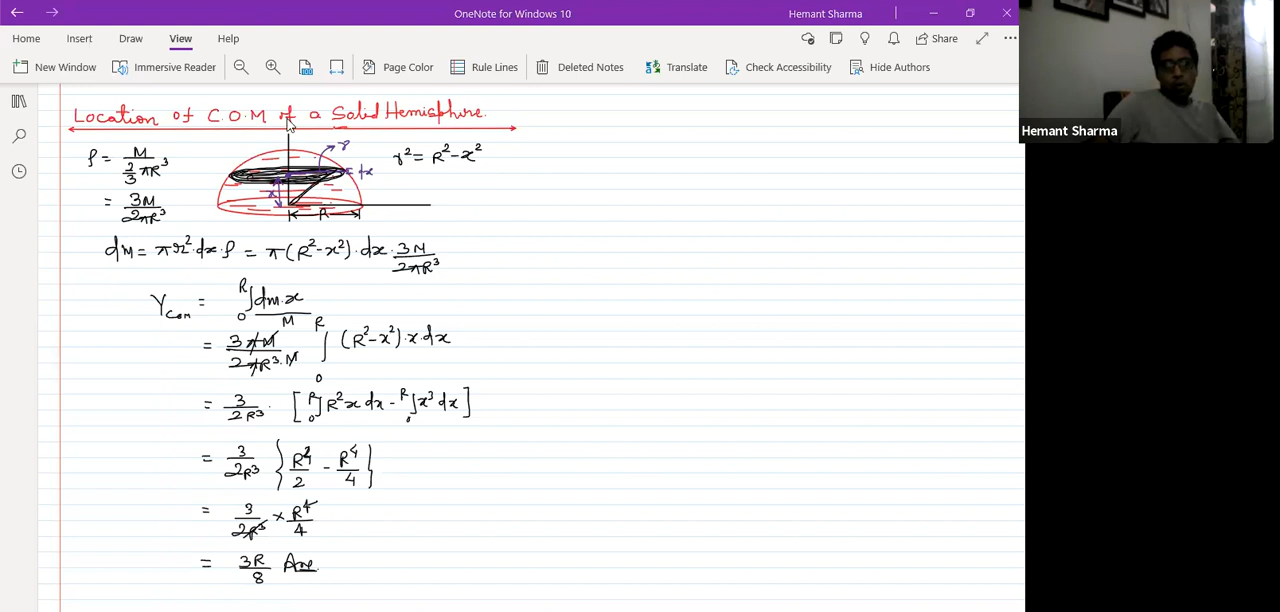 OneNote for Windows 10
Hemant Sharma
Home Insert Draw View Help
Share
New Window Immersive Reader Page Color Rule Lines Deleted Notes Translate Check Accessibility Hide Authors
Hemant Sharma
Location of C.O.M of a Solid Hemisphere.
ρ = M / (2/3 πR³)
= 3M / 2πR³
r
r² = R² - x²
dx
x
R
dM = πr²·dx·ρ = π(R²-x²)·dx·3M / 2πR³
Y_COM = ₀∫ᴿ dm·x / M
= 3πM / 2πR³·M ₀∫ᴿ (R²-x²)·x·dx
= 3 / 2R³ · [₀∫ᴿ R²x dx - ₀∫ᴿ x³ dx]
= 3 / 2R³ {R⁴/2 - R⁴/4}
= 3 / 2R³ × R⁴/4
= 3R / 8 Ans.